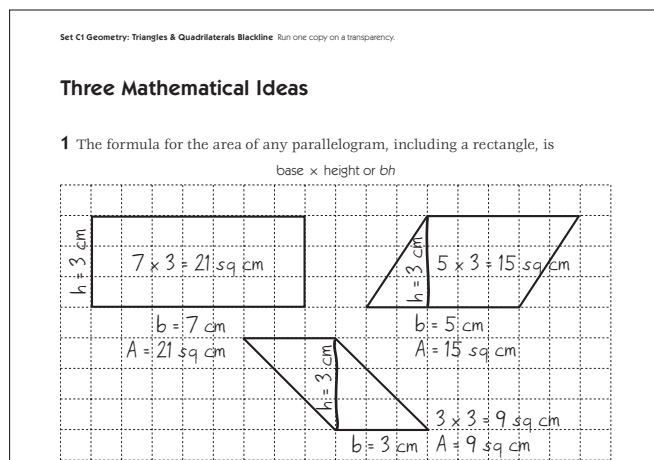 Set C1 Geometry: Triangles & Quadrilaterals Blackline Run one copy on a transparency.
Three Mathematical Ideas
1 The formula for the area of any parallelogram, including a rectangle, is
base × height or bh
h = 3 cm
7 × 3 = 21 sq cm
b = 7 cm
A = 21 sq cm
h = 3 cm
5 × 3 = 15 sq cm
b = 5 cm
A = 15 sq cm
h = 3 cm
b = 3 cm
3 × 3 = 9 sq cm
A = 9 sq cm